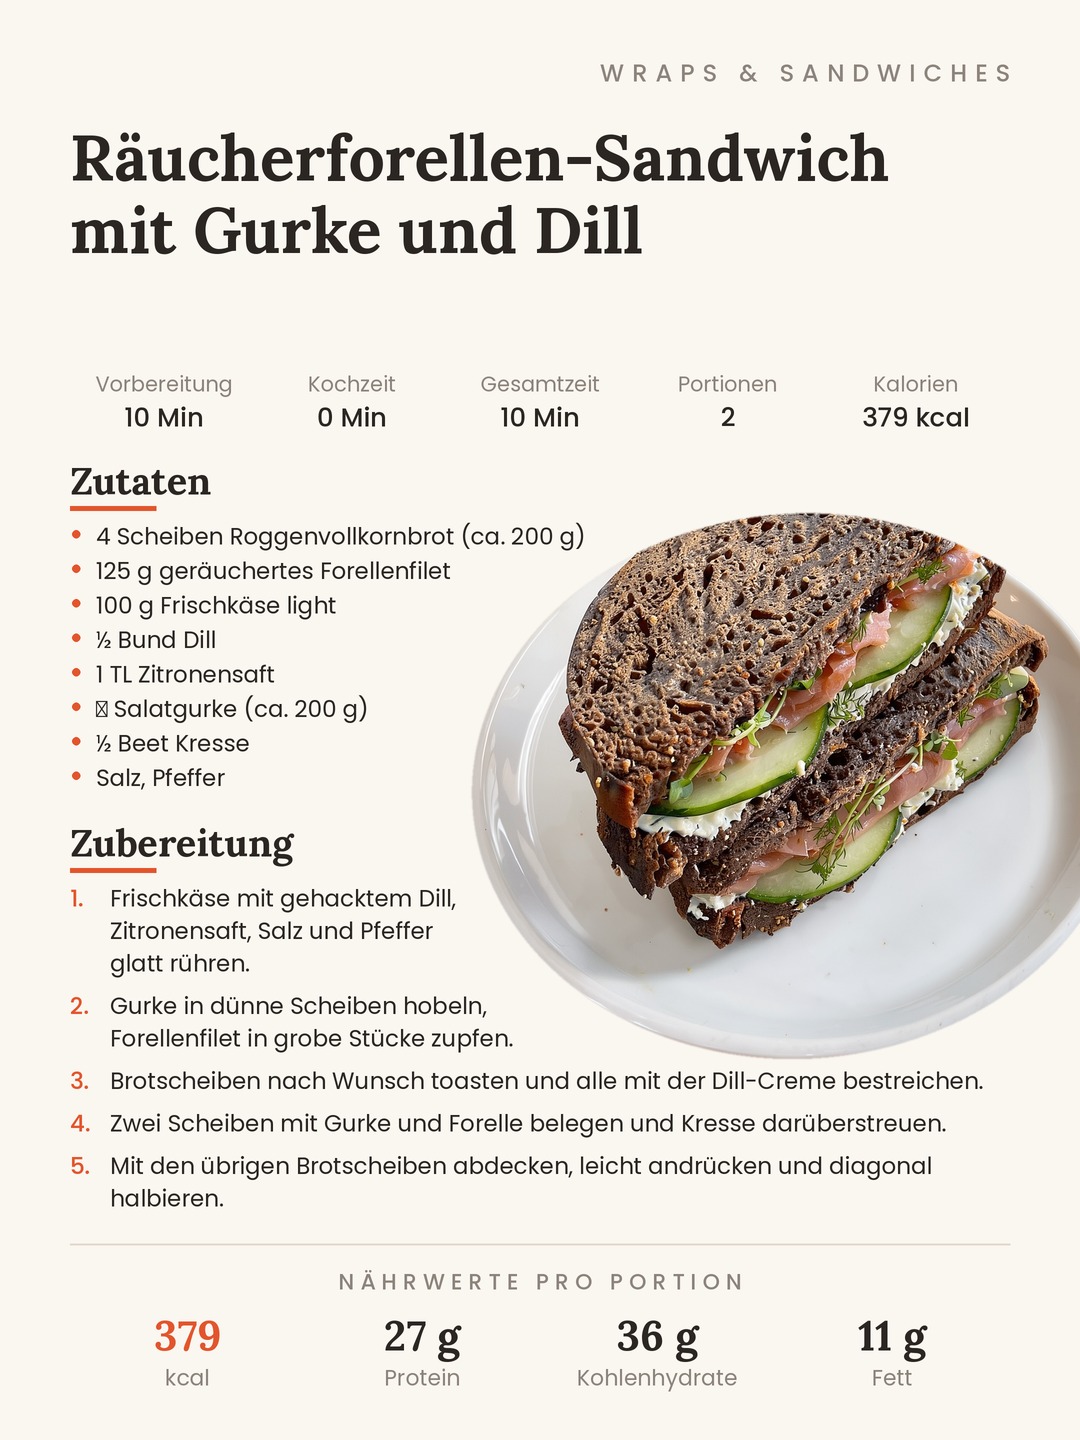 WRAPS & SANDWICHES
Räucherforellen-Sandwich
mit Gurke und Dill
Vorbereitung Kochzeit Gesamtzeit Portionen Kalorien
10 Min 0 Min 10 Min 2 379 kcal
Zutaten
• 4 Scheiben Roggenvollkornbrot (ca. 200 g)
• 125 g geräuchertes Forellenfilet
• 100 g Frischkäse light
• ½ Bund Dill
• 1 TL Zitronensaft
• Salatgurke (ca. 200 g)
• ½ Beet Kresse
• Salz, Pfeffer
Zubereitung
1. Frischkäse mit gehacktem Dill,
Zitronensaft, Salz und Pfeffer
glatt rühren.
2. Gurke in dünne Scheiben hobeln,
Forellenfilet in grobe Stücke zupfen.
3. Brotscheiben nach Wunsch toasten und alle mit der Dill-Creme bestreichen.
4. Zwei Scheiben mit Gurke und Forelle belegen und Kresse darüberstreuen.
5. Mit den übrigen Brotscheiben abdecken, leicht andrücken und diagonal
halbieren.
NÄHRWERTE PRO PORTION
379 27 g 36 g 11 g
kcal Protein Kohlenhydrate Fett